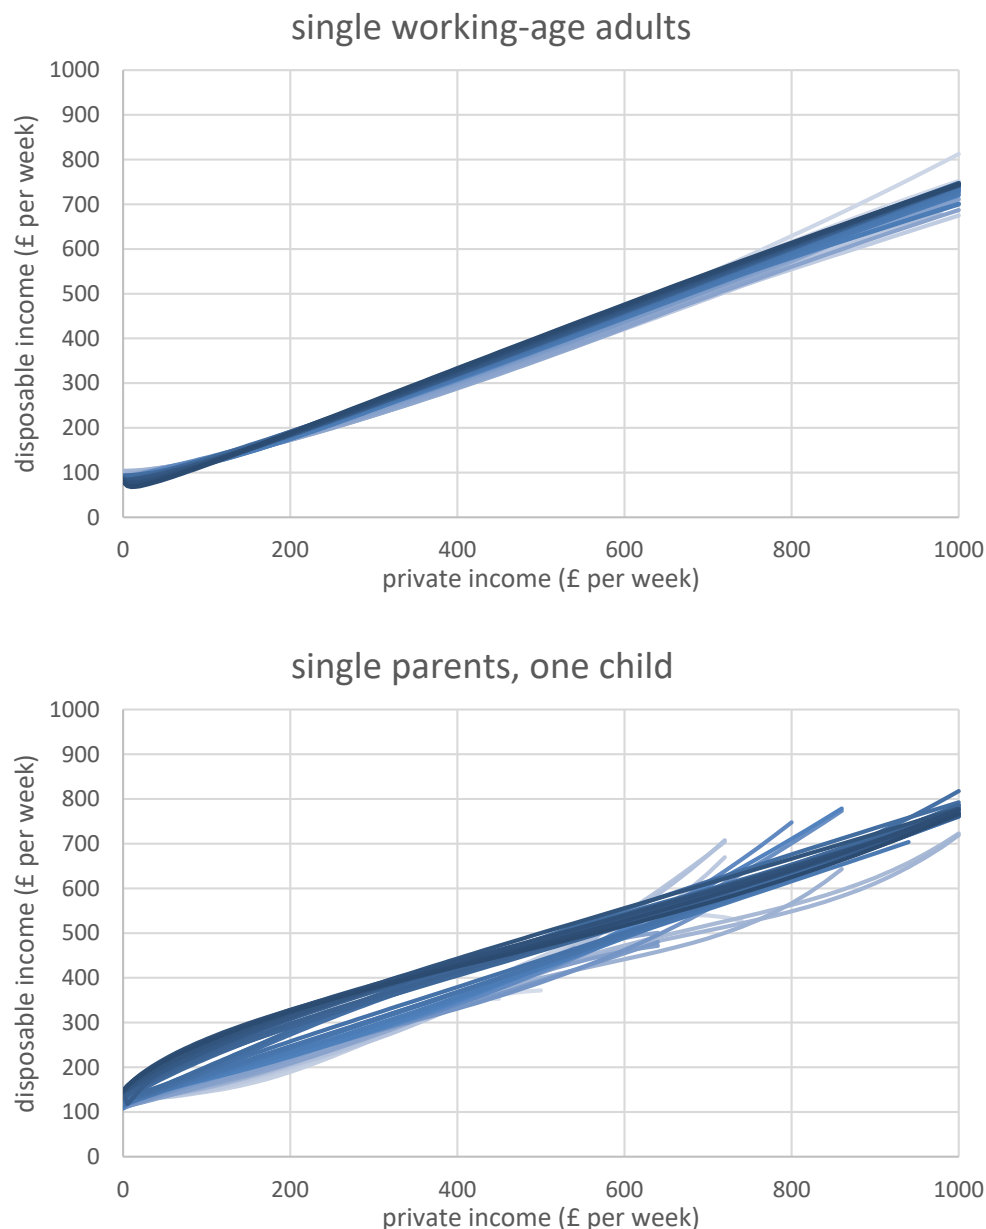 single working-age adults
1000
900
800
700
600
500
400
300
200
100
0
disposable income (£ per week)
0 200 400 600 800 1000
private income (£ per week)
single parents, one child
1000
900
800
700
600
500
400
300
200
100
0
disposable income (£ per week)
0 200 400 600 800 1000
private income (£ per week)